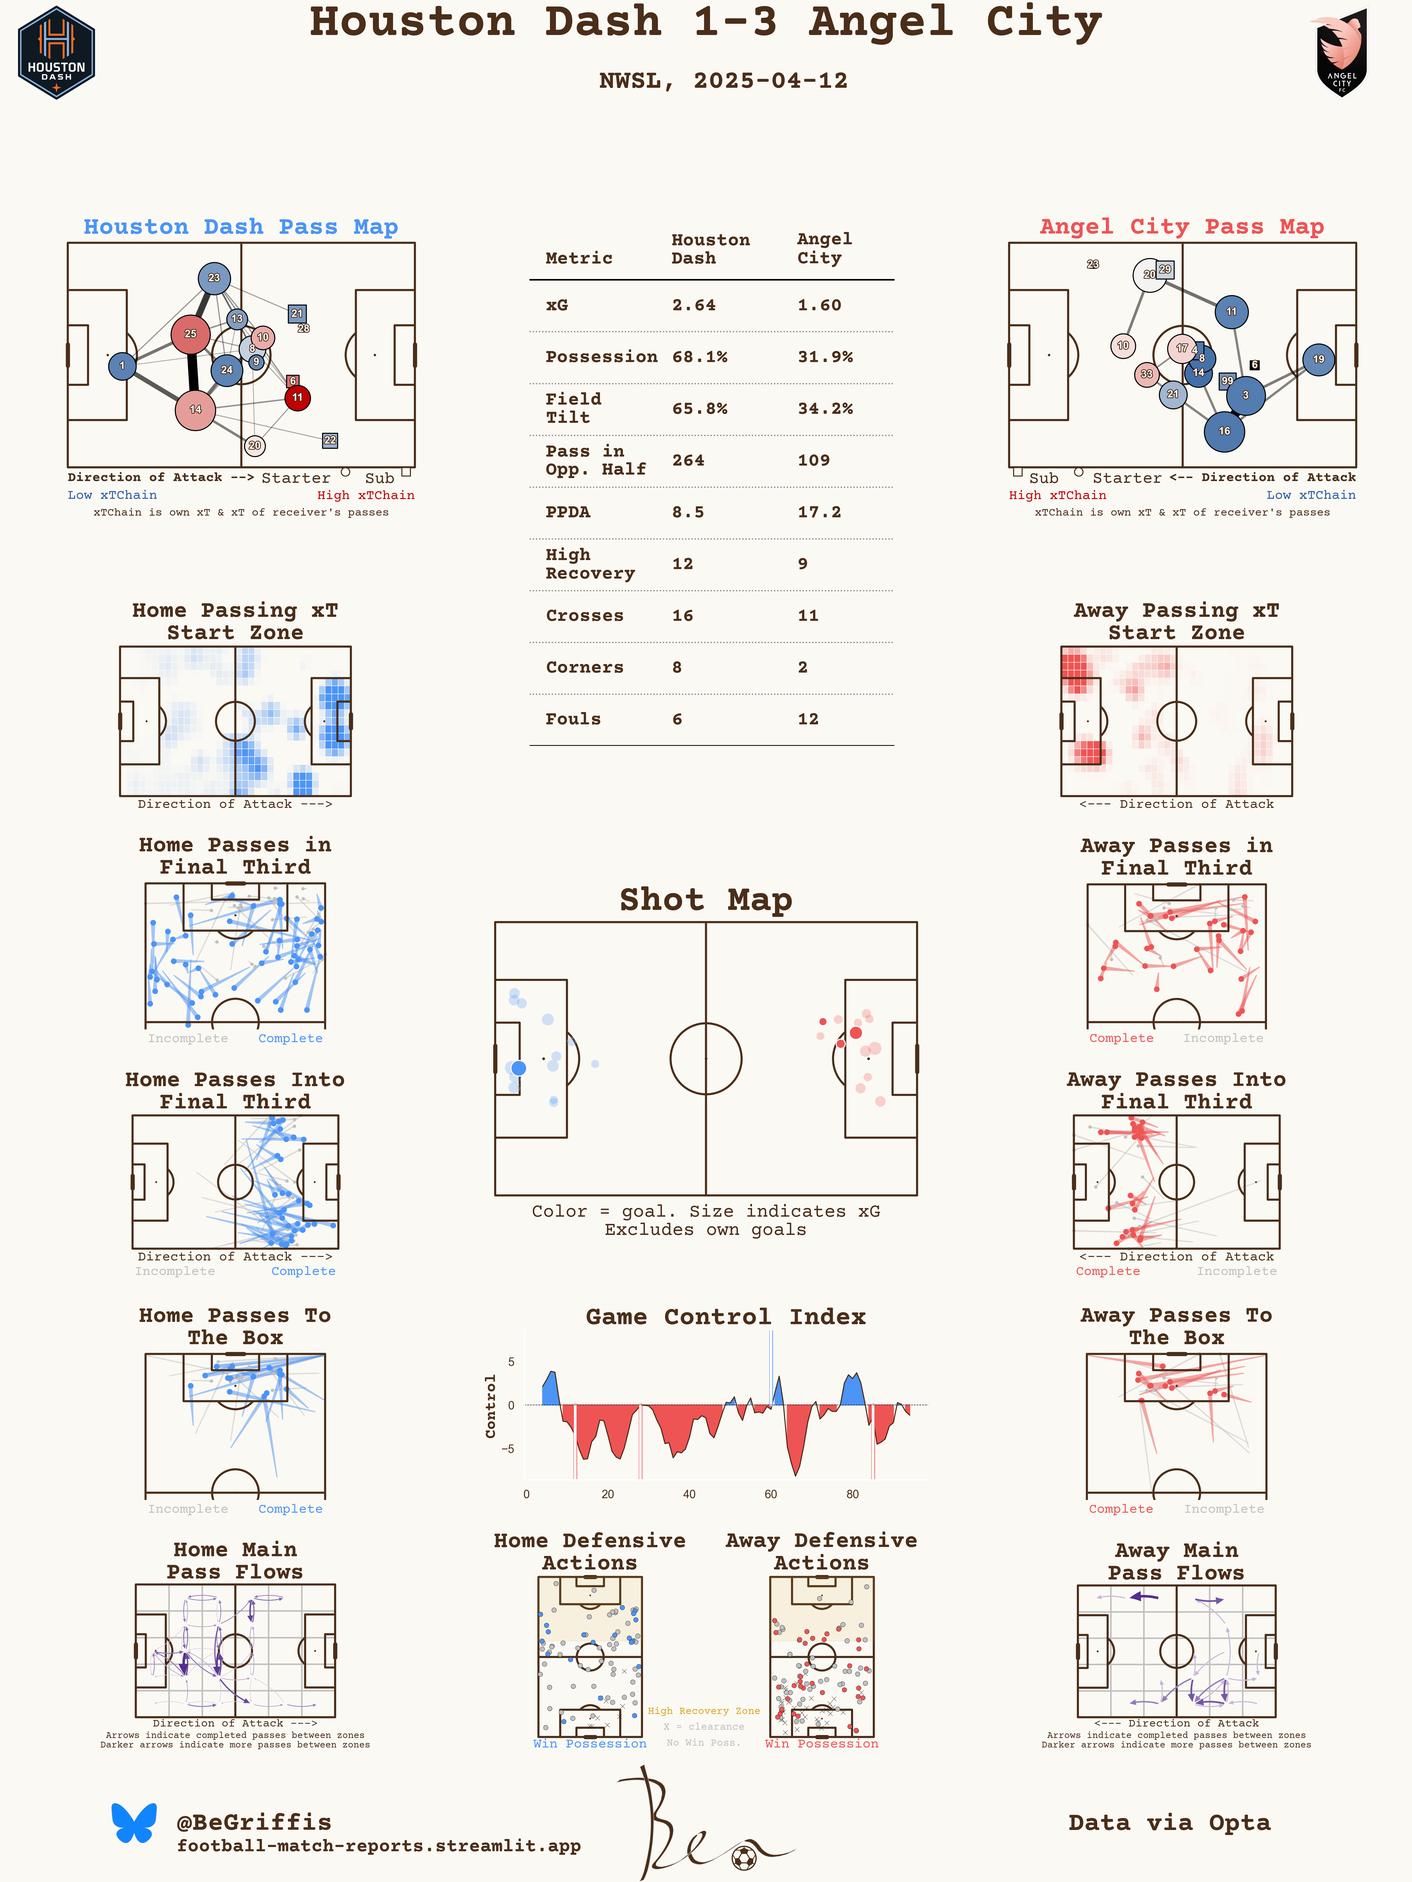 Houston Dash 1-3 Angel City
NWSL, 2025-04-12
HOUSTON
DASH
ANGEL
CITY
FC
Houston Dash Pass Map
23
25
13
10
8
9
24
1
14
11
6
20
21
28
22
Direction of Attack --> Starter Sub
Low xTChain High xTChain
xTChain is own xT & xT of receiver's passes
Metric Houston Dash Angel City
xG 2.64 1.60
Possession 68.1% 31.9%
Field Tilt 65.8% 34.2%
Pass in Opp. Half 264 109
PPDA 8.5 17.2
High Recovery 12 9
Crosses 16 11
Corners 8 2
Fouls 6 12
Angel City Pass Map
23
20
29
11
10
17
4
8
14
33
21
99
6
3
16
19
Sub Starter <-- Direction of Attack
High xTChain Low xTChain
xTChain is own xT & xT of receiver's passes
Home Passing xT
Start Zone
Direction of Attack --->
Away Passing xT
Start Zone
<--- Direction of Attack
Home Passes in
Final Third
Incomplete Complete
Away Passes in
Final Third
Complete Incomplete
Shot Map
Color = goal. Size indicates xG
Excludes own goals
Home Passes Into
Final Third
Direction of Attack --->
Incomplete Complete
Away Passes Into
Final Third
<--- Direction of Attack
Complete Incomplete
Home Passes To
The Box
Incomplete Complete
Game Control Index
Control
5
0
−5
0 20 40 60 80
Away Passes To
The Box
Complete Incomplete
Home Main
Pass Flows
Direction of Attack --->
Arrows indicate completed passes between zones
Darker arrows indicate more passes between zones
Home Defensive
Actions
Win Possession
Away Defensive
Actions
Win Possession
High Recovery Zone
X = clearance
No Win Poss.
Away Main
Pass Flows
<--- Direction of Attack
Arrows indicate completed passes between zones
Darker arrows indicate more passes between zones
@BeGriffis
football-match-reports.streamlit.app
Ben
Data via Opta